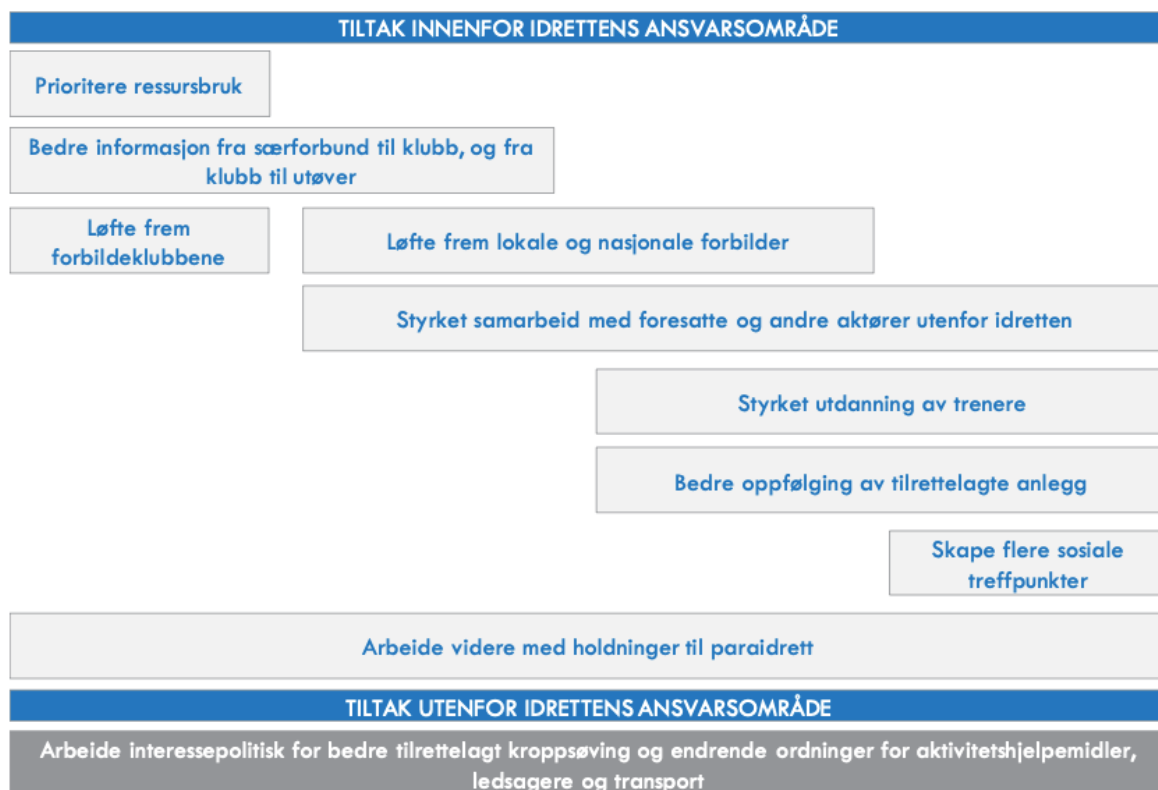 TILTAK INNENFOR IDRETTENS ANSVARSOMRÅDE
Prioritere ressursbruk
Bedre informasjon fra særforbund til klubb, og fra
klubb til utøver
Løfte frem
forbildeklubbene
Løfte frem lokale og nasjonale forbilder
Styrket samarbeid med foresatte og andre aktører utenfor idretten
Styrket utdanning av trenere
Bedre oppfølging av tilrettelagte anlegg
Skape flere sosiale
treffpunkter
Arbeide videre med holdninger til paraidrett
TILTAK UTENFOR IDRETTENS ANSVARSOMRÅDE
Arbeide interessepolitisk for bedre tilrettelagt kroppsøving og endrende ordninger for aktivitetshjelpemidler,
ledsagere og transport